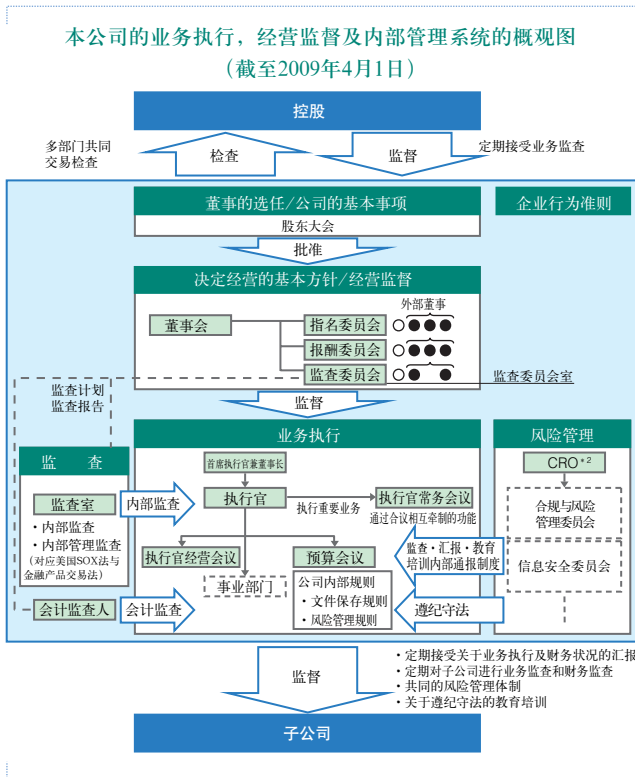 本公司的业务执行，经营监督及内部管理系统的概观图
（截至2009年4月1日）
控股
多部门共同
交易检查
检查
监督
定期接受业务监查
董事的选任/公司的基本事项
股东大会
企业行为准则
批准
决定经营的基本方针/经营监督
外部董事
董事会
指名委员会
报酬委员会
监查委员会
监查委员会室
监查计划
监查报告
监督
监　查
监查室
・内部监查
・内部管理监查
（对应美国SOX法与
金融产品交易法）
会计监查人
内部监查
会计监查
业务执行
首席执行官兼董事长
执行官
执行重要业务
执行官常务会议
通过合议相互牵制的功能
执行官经营会议
预算会议
事业部门
公司内部规则
・文件保存规则
・风险管理规则
监查・汇报・教育
培训内部通报制度
遵纪守法
风险管理
CRO*2
合规与风险
管理委员会
信息安全委员会
监督
・定期接受关于业务执行及财务状况的汇报
・定期对子公司进行业务监查和财务监查
・共同的风险管理体制
・关于遵纪守法的教育培训
子公司